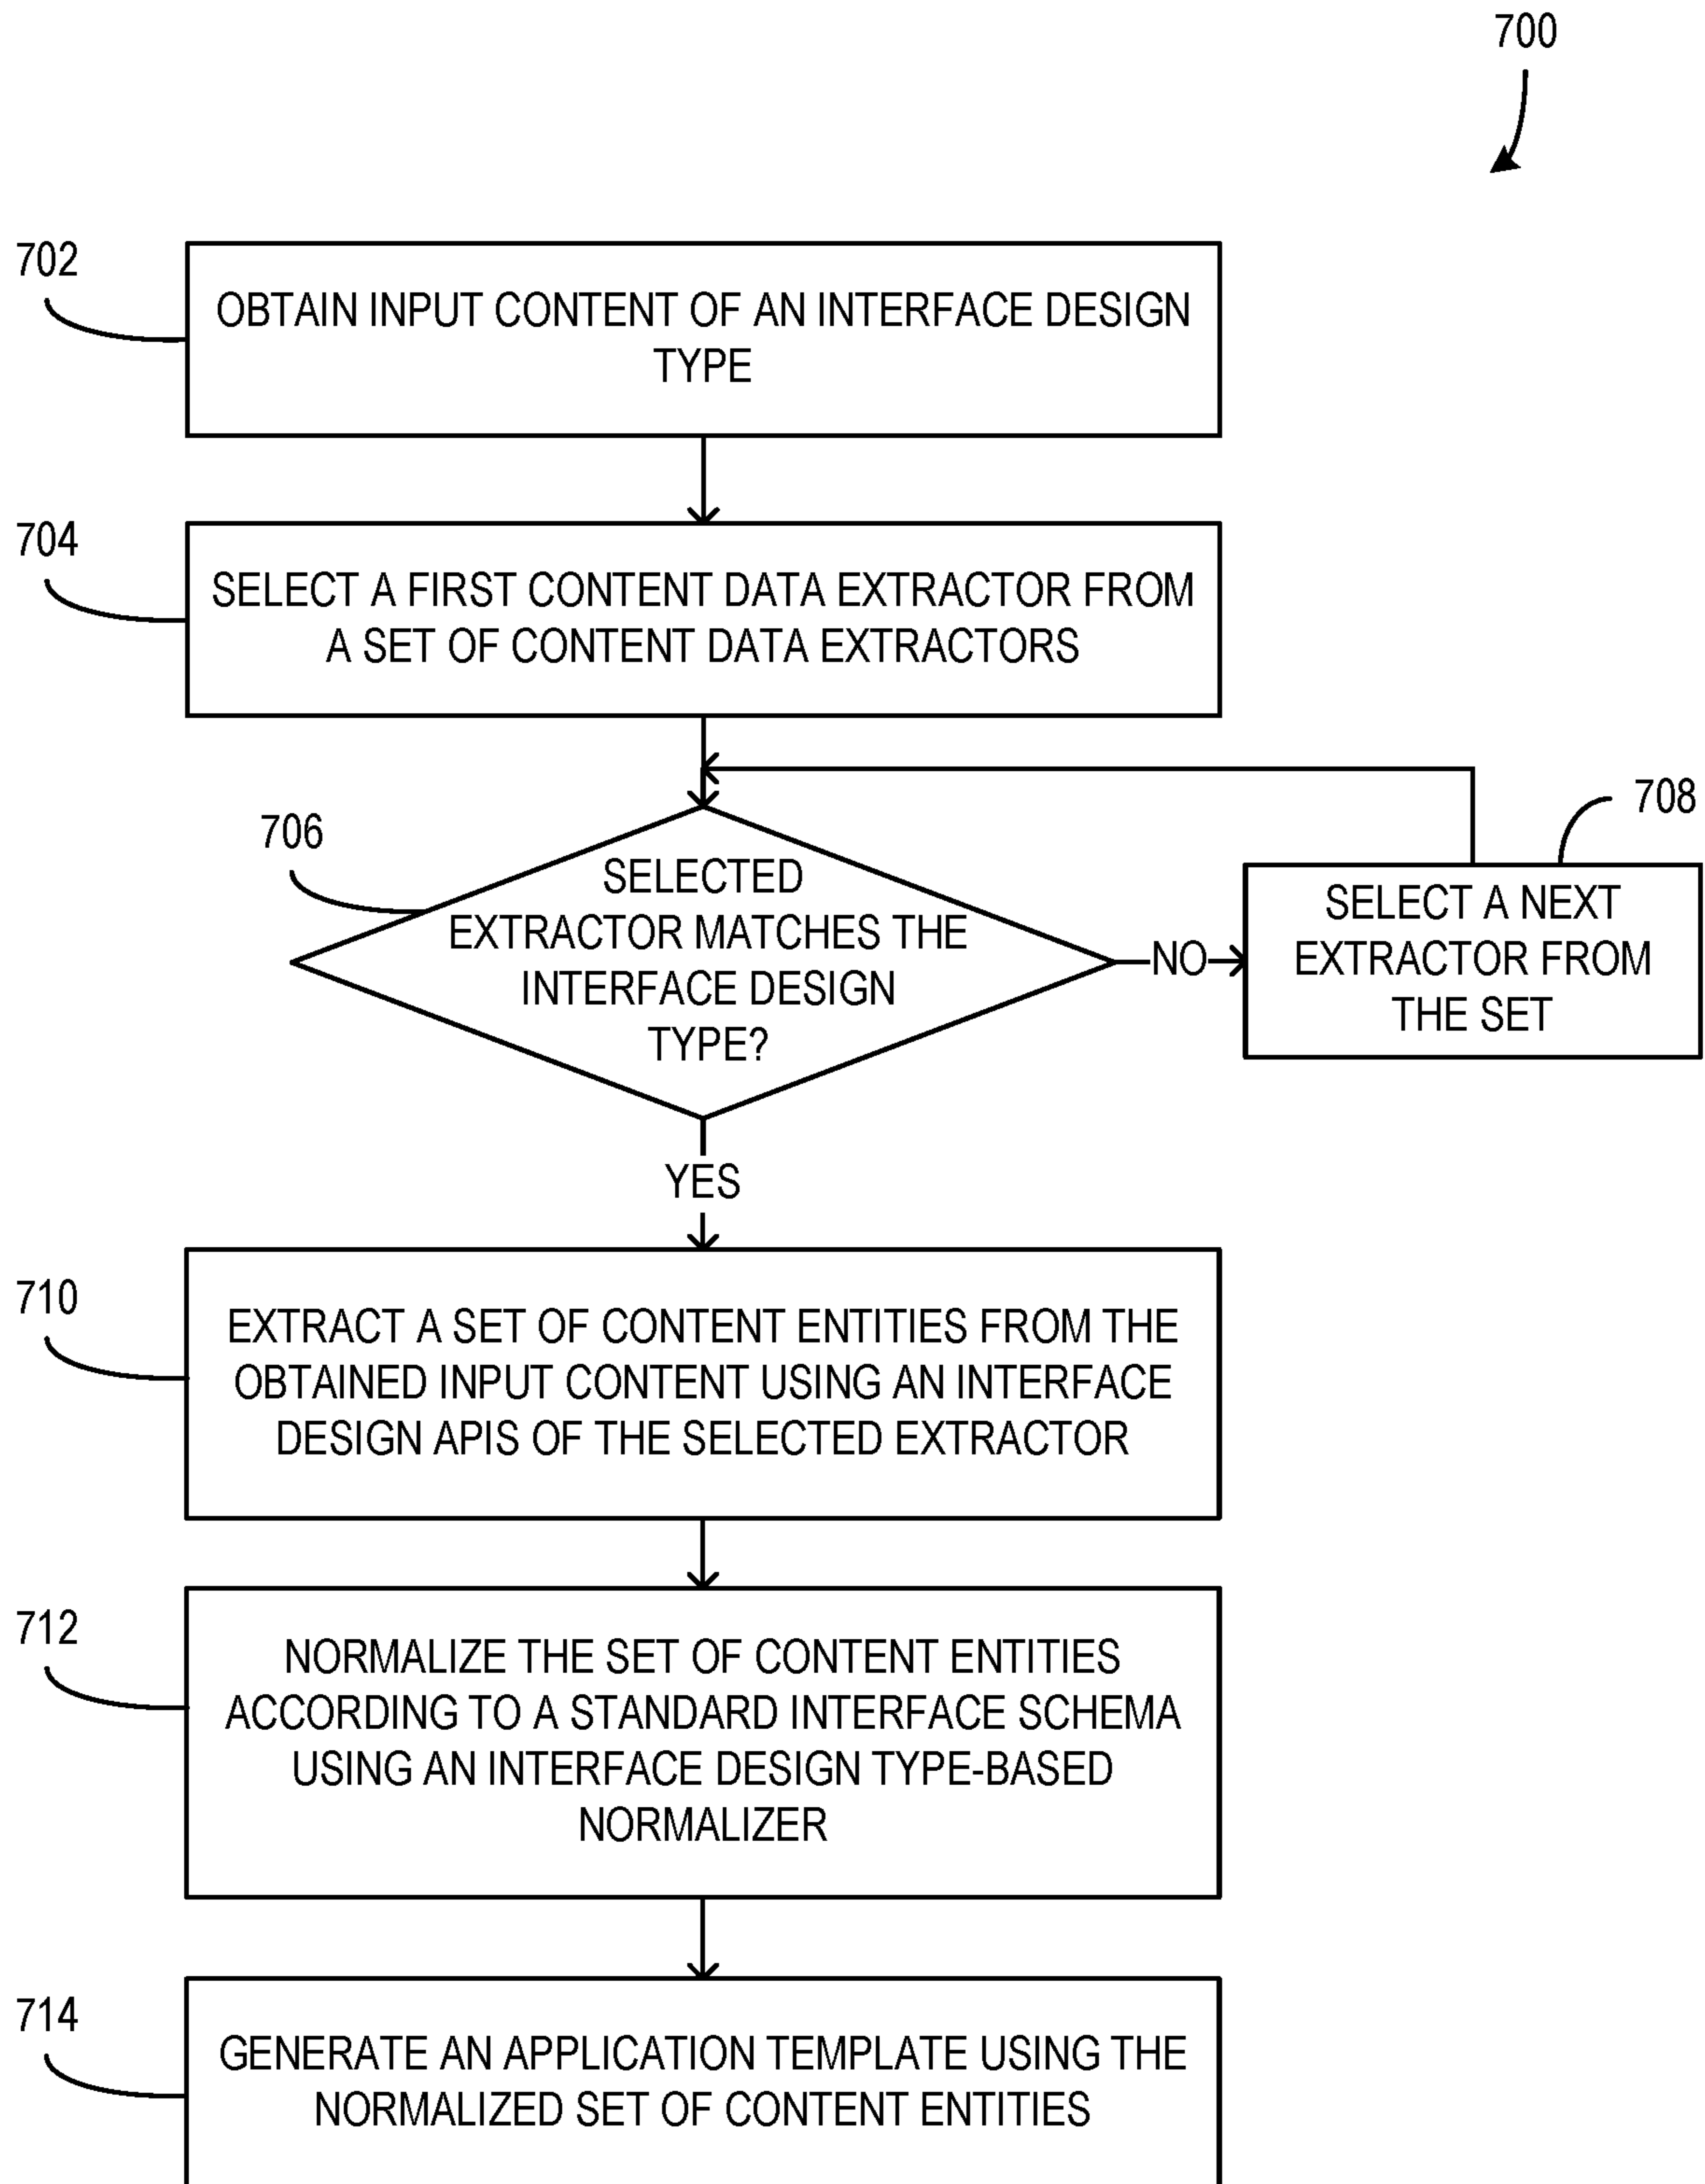 700
702
OBTAIN INPUT CONTENT OF AN INTERFACE DESIGN
TYPE
704
SELECT A FIRST CONTENT DATA EXTRACTOR FROM
A SET OF CONTENT DATA EXTRACTORS
706
SELECTED
EXTRACTOR MATCHES THE
INTERFACE DESIGN
TYPE?
NO
708
SELECT A NEXT
EXTRACTOR FROM
THE SET
YES
710
EXTRACT A SET OF CONTENT ENTITIES FROM THE
OBTAINED INPUT CONTENT USING AN INTERFACE
DESIGN APIS OF THE SELECTED EXTRACTOR
712
NORMALIZE THE SET OF CONTENT ENTITIES
ACCORDING TO A STANDARD INTERFACE SCHEMA
USING AN INTERFACE DESIGN TYPE-BASED
NORMALIZER
714
GENERATE AN APPLICATION TEMPLATE USING THE
NORMALIZED SET OF CONTENT ENTITIES